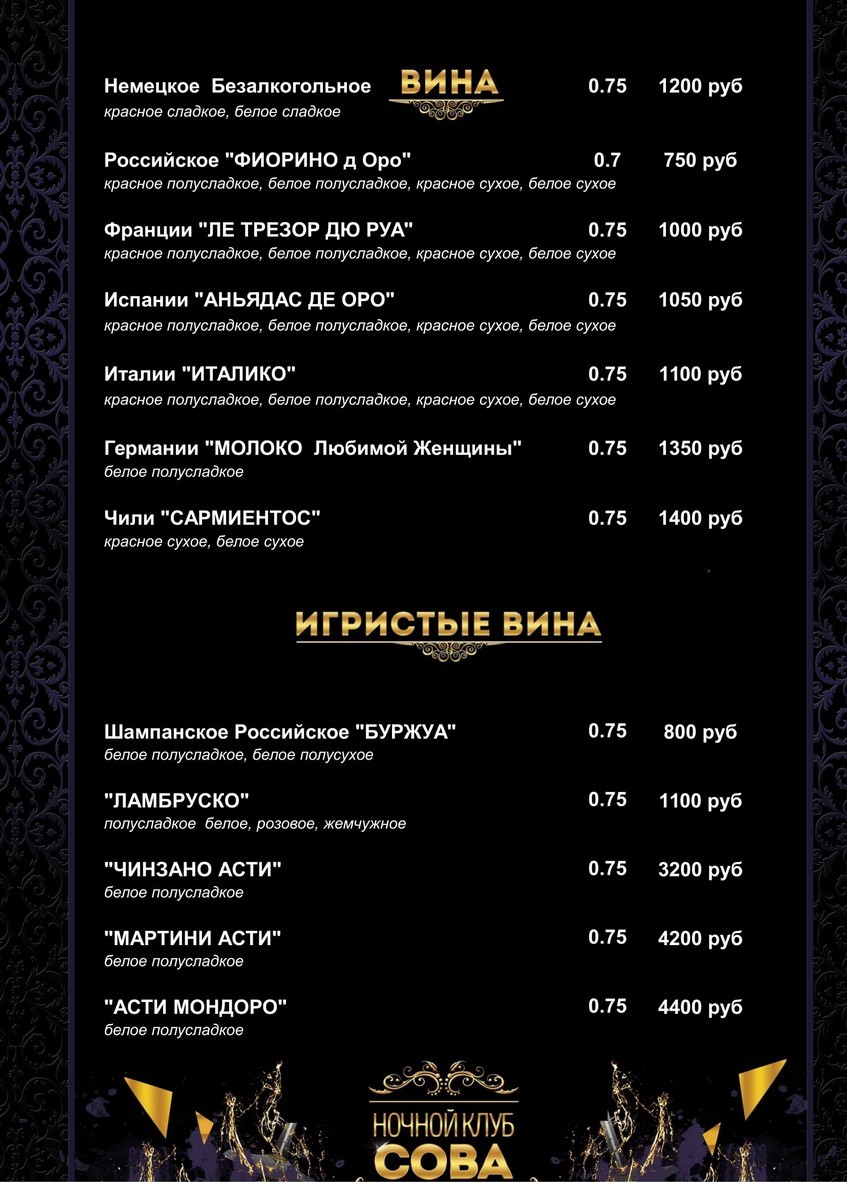 ВИНА
Немецкое Безалкогольное 0.75 1200 руб
красное сладкое, белое сладкое
Российское "ФИОРИНО д Оро" 0.7 750 руб
красное полусладкое, белое полусладкое, красное сухое, белое сухое
Франции "ЛЕ ТРЕЗОР ДЮ РУА" 0.75 1000 руб
красное полусладкое, белое полусладкое, красное сухое, белое сухое
Испании "АНЬЯДАС ДЕ ОРО" 0.75 1050 руб
красное полусладкое, белое полусладкое, красное сухое, белое сухое
Италии "ИТАЛИКО" 0.75 1100 руб
красное полусладкое, белое полусладкое, красное сухое, белое сухое
Германии "МОЛОКО Любимой Женщины" 0.75 1350 руб
белое полусладкое
Чили "САРМИЕНТОС" 0.75 1400 руб
красное сухое, белое сухое
ИГРИСТЫЕ ВИНА
Шампанское Российское "БУРЖУА" 0.75 800 руб
белое полусладкое, белое полусухое
"ЛАМБРУСКО" 0.75 1100 руб
полусладкое белое, розовое, жемчужное
"ЧИНЗАНО АСТИ" 0.75 3200 руб
белое полусладкое
"МАРТИНИ АСТИ" 0.75 4200 руб
белое полусладкое
"АСТИ МОНДОРО" 0.75 4400 руб
белое полусладкое
НОЧНОЙ КЛУБ
СОВА